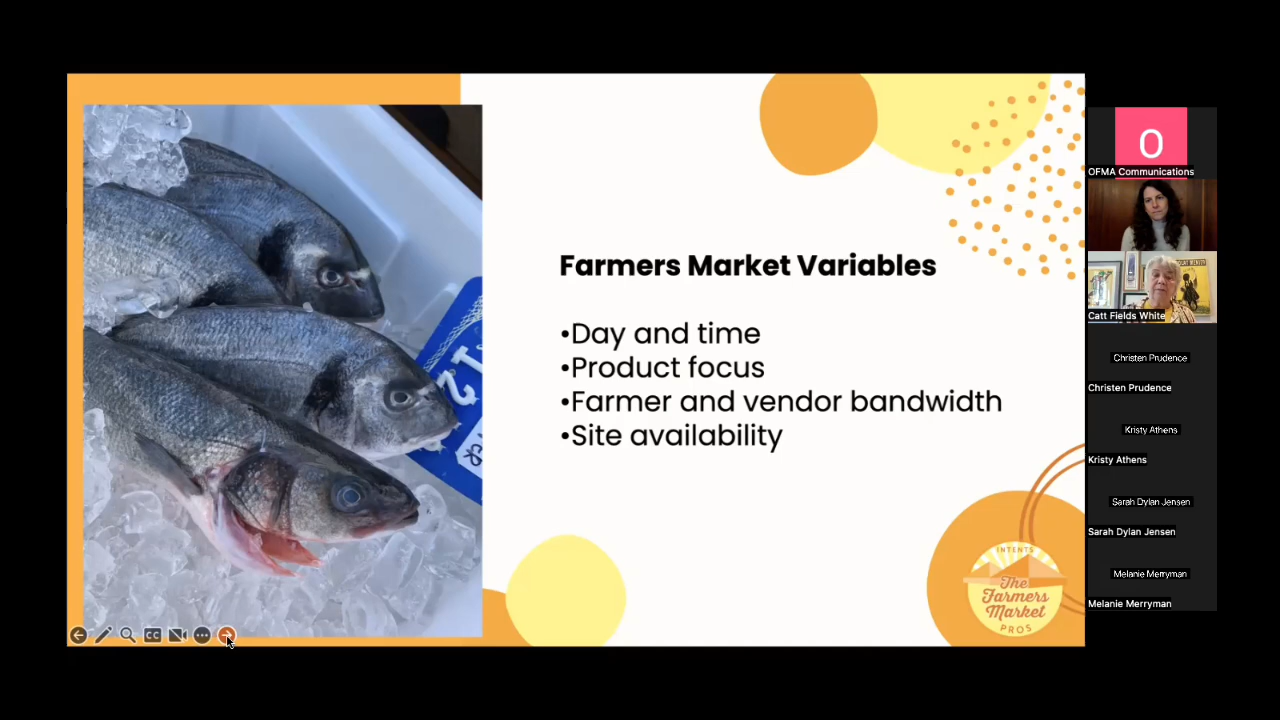 Farmers Market Variables
•Day and time
•Product focus
•Farmer and vendor bandwidth
•Site availability
INTENTS
The
Farmers
Market
PROS
CC
O
OFMA Communications
Catt Fields White
Christen Prudence
Christen Prudence
Kristy Athens
Kristy Athens
Sarah Dylan Jensen
Sarah Dylan Jensen
Melanie Merryman
Melanie Merryman